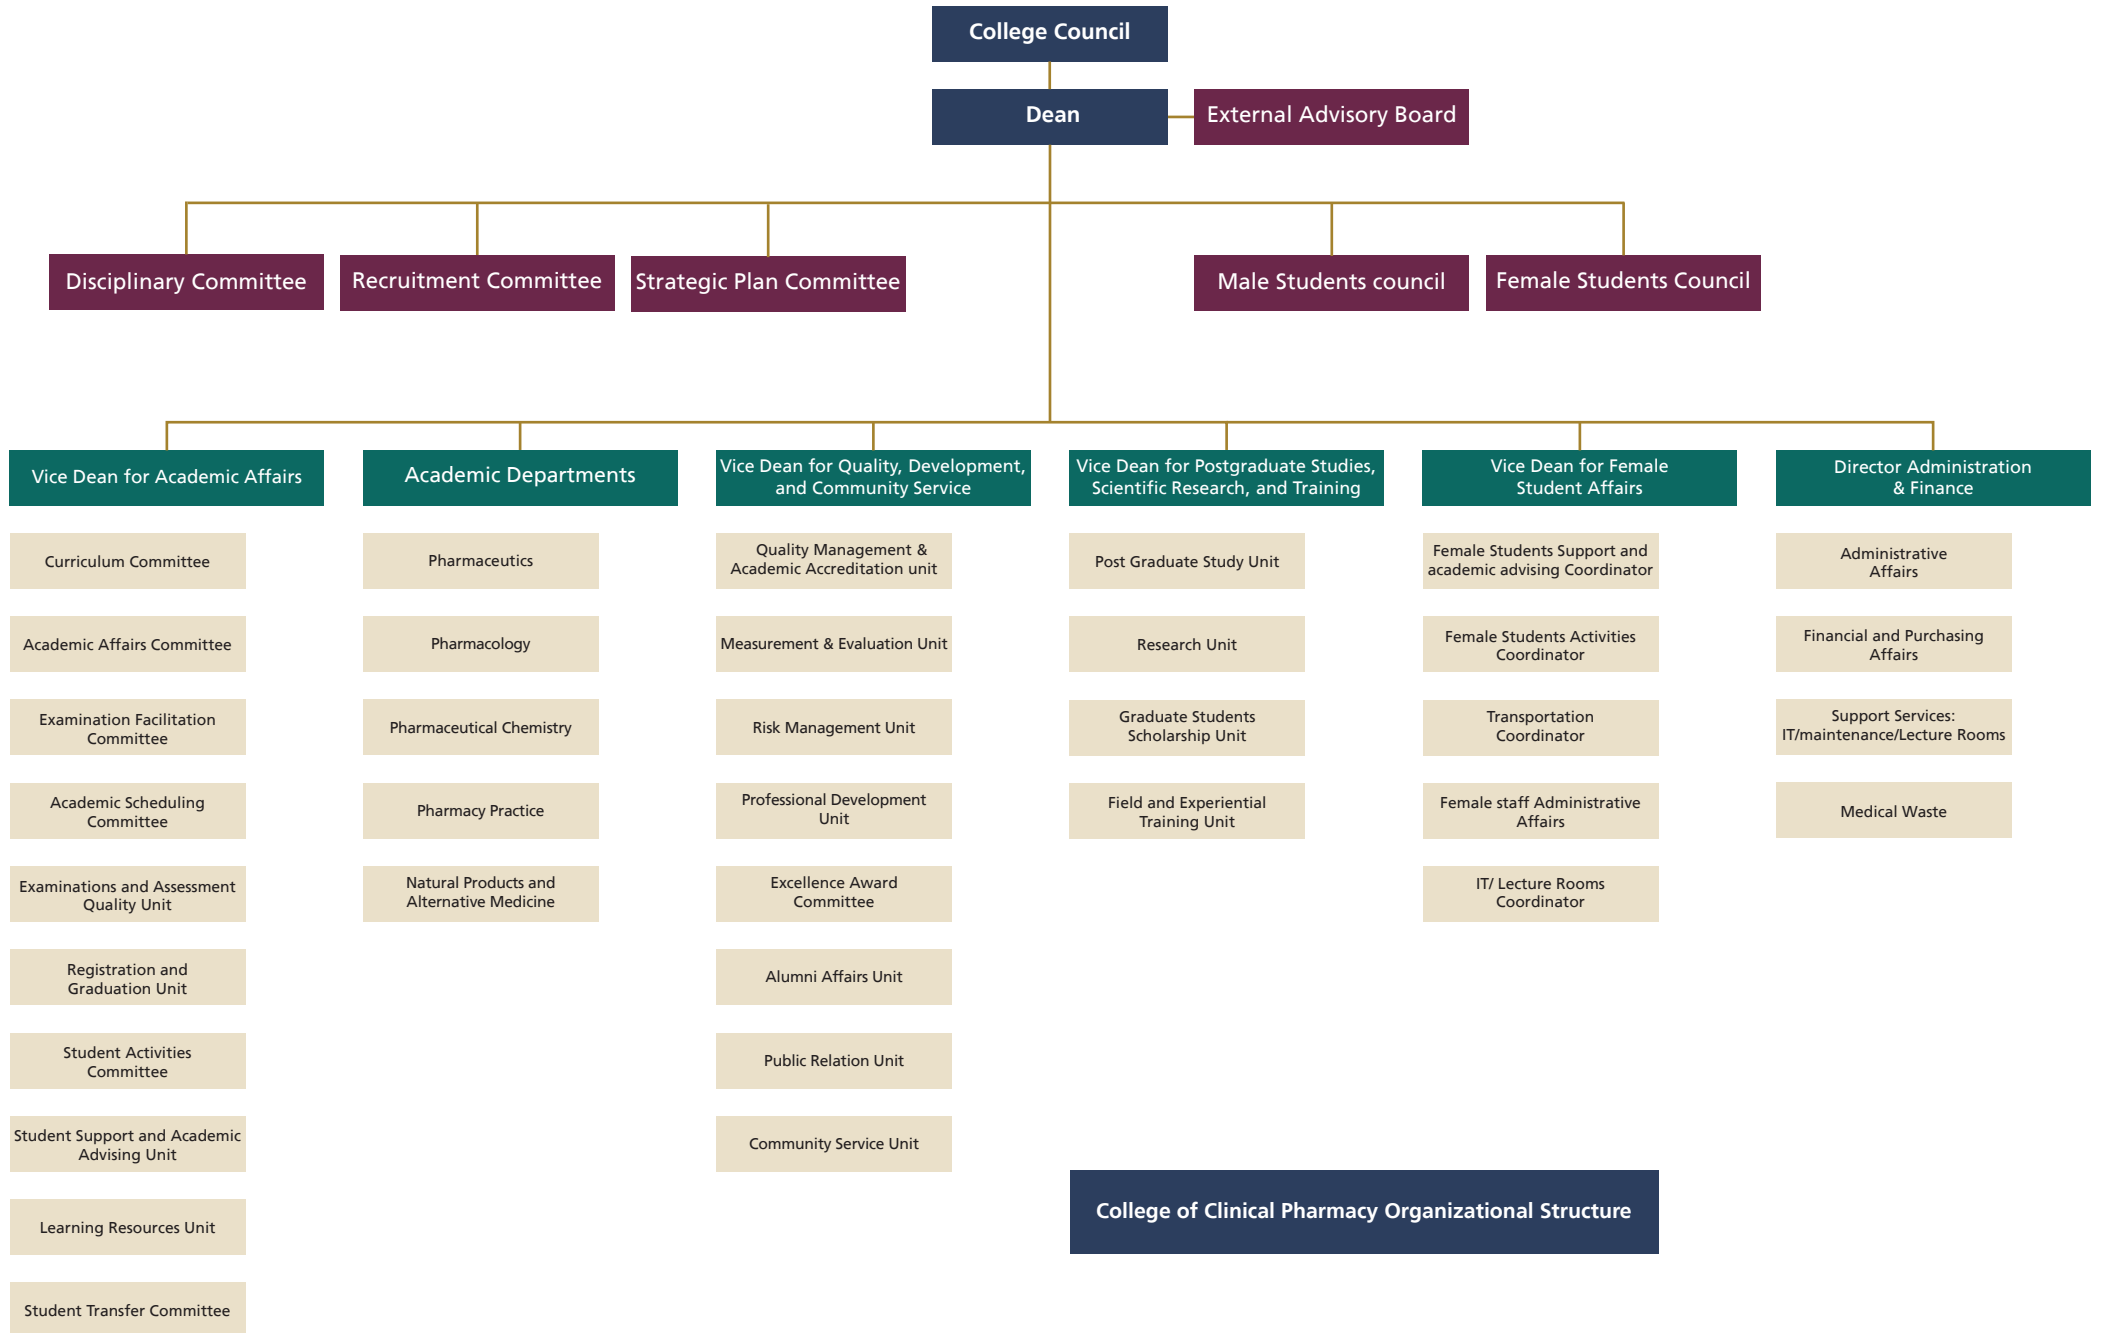 College Council
Dean
External Advisory Board
Disciplinary Committee
Recruitment Committee
Strategic Plan Committee
Male Students council
Female Students Council
Vice Dean for Academic Affairs
Academic Departments
Vice Dean for Quality, Development,
and Community Service
Vice Dean for Postgraduate Studies,
Scientific Research, and Training
Vice Dean for Female
Student Affairs
Director Administration
& Finance
Curriculum Committee
Academic Affairs Committee
Examination Facilitation
Committee
Academic Scheduling
Committee
Examinations and Assessment
Quality Unit
Registration and
Graduation Unit
Student Activities
Committee
Student Support and Academic
Advising Unit
Learning Resources Unit
Student Transfer Committee
Pharmaceutics
Pharmacology
Pharmaceutical Chemistry
Pharmacy Practice
Natural Products and
Alternative Medicine
Quality Management &
Academic Accreditation unit
Measurement & Evaluation Unit
Risk Management Unit
Professional Development
Unit
Excellence Award
Committee
Alumni Affairs Unit
Public Relation Unit
Community Service Unit
Post Graduate Study Unit
Research Unit
Graduate Students
Scholarship Unit
Field and Experiential
Training Unit
Female Students Support and
academic advising Coordinator
Female Students Activities
Coordinator
Transportation
Coordinator
Female staff Administrative
Affairs
IT/ Lecture Rooms
Coordinator
Administrative
Affairs
Financial and Purchasing
Affairs
Support Services:
IT/maintenance/Lecture Rooms
Medical Waste
College of Clinical Pharmacy Organizational Structure